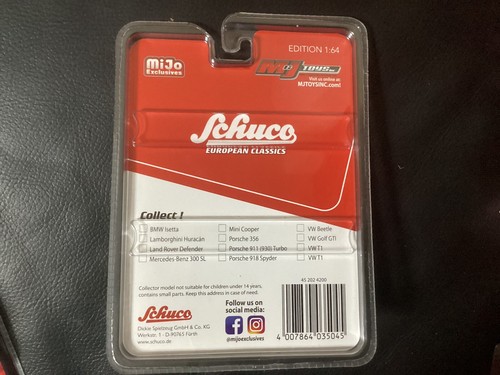 MiJo
Exclusives
EDITION 1:64
M&J TOYS INC.
Visit us online at
MJTOYSINC.com!
Schuco
EUROPEAN CLASSICS
Collect !
BMW Isetta
Lamborghini Huracán
Land Rover Defender
Mercedes-Benz 300 SL
Mini Cooper
Porsche 356
Porsche 911 (930) Turbo
Porsche 918 Spyder
VW Beetle
VW Golf GTI
VW T1
VW T1
45 202 4200
Collector model not suitable for children under 14 years,
contains small parts. Keep this address in case of need.
Schuco
Dickie Spielzeug GmbH & Co. KG
Werkstr. 1 - D-90765 Fürth
www.schuco.de
Follow us on
social media:
@mijoexclusives
4 007864 035045